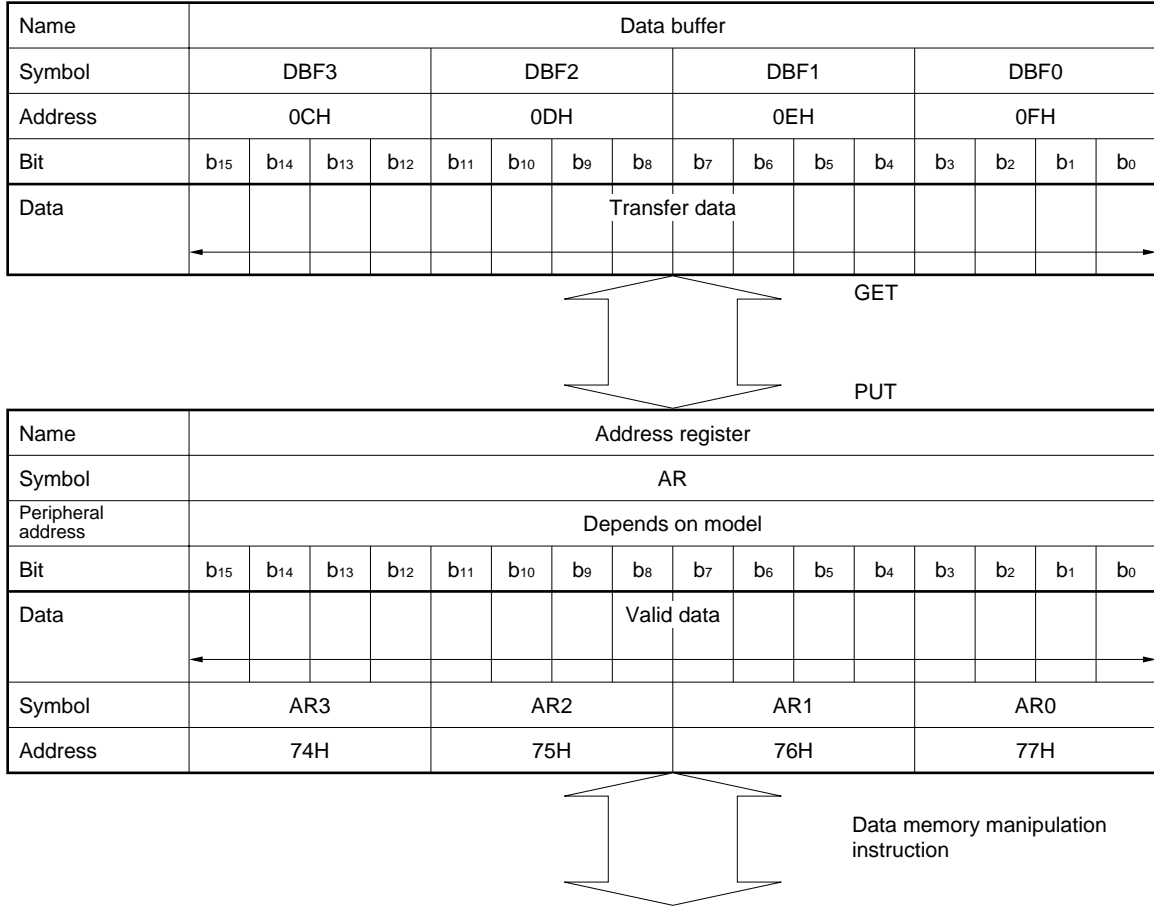 Name Data buffer
Symbol DBF3 DBF2 DBF1 DBF0
Address 0CH 0DH 0EH 0FH
Bit b15 b14 b13 b12 b11 b10 b9 b8 b7 b6 b5 b4 b3 b2 b1 b0
Data Transfer data
GET
PUT
Name Address register
Symbol AR
Peripheral
address Depends on model
Bit b15 b14 b13 b12 b11 b10 b9 b8 b7 b6 b5 b4 b3 b2 b1 b0
Data Valid data
Symbol AR3 AR2 AR1 AR0
Address 74H 75H 76H 77H
Data memory manipulation
instruction